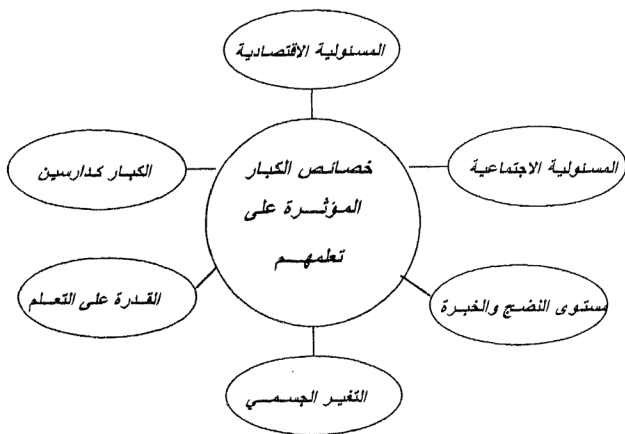 المسئولية الاقتصادية
الكبار كدارسين
خصائص الكبار
المؤثرة على
تعلمهم
المسئولية الاجتماعية
القدرة على التعلم
مستوى النضج والخبرة
التغير الجسمي